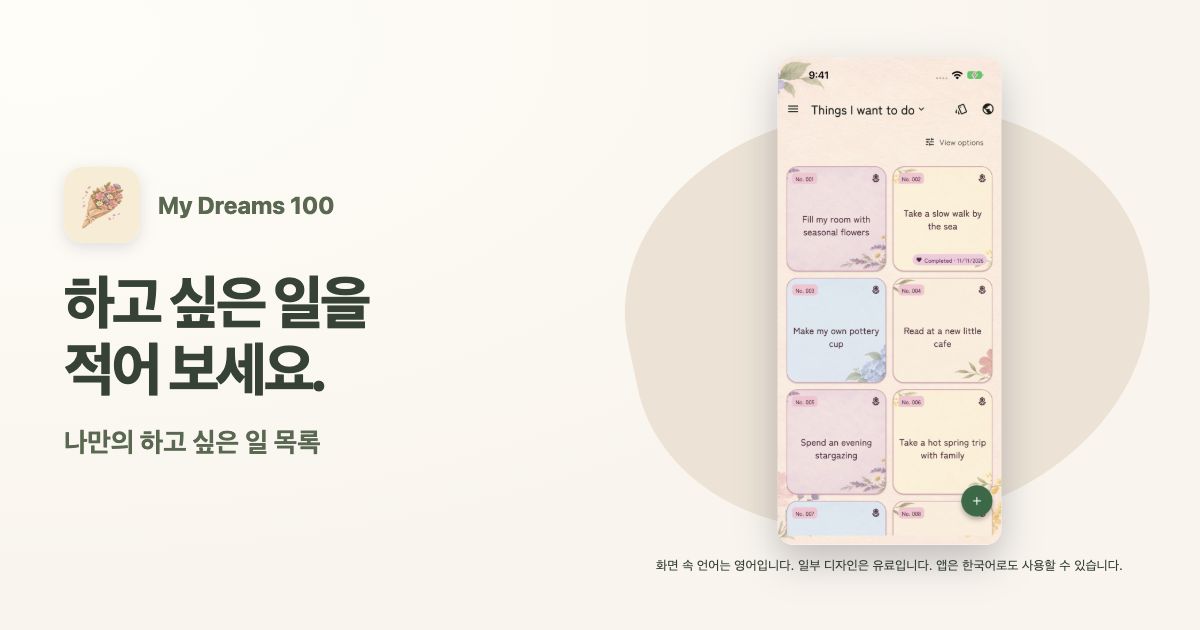 My Dreams 100
하고 싶은 일을
적어 보세요.
나만의 하고 싶은 일 목록
9:41
Things I want to do
View options
No. 001
Fill my room with
seasonal flowers
No. 002
Take a slow walk by
the sea
Completed · 11/11/2025
No. 003
Make my own pottery
cup
No. 004
Read at a new little
cafe
No. 005
Spend an evening
stargazing
No. 006
Take a hot spring trip
with family
No. 007
No. 008
화면 속 언어는 영어입니다. 일부 디자인은 유료입니다. 앱은 한국어로도 사용할 수 있습니다.